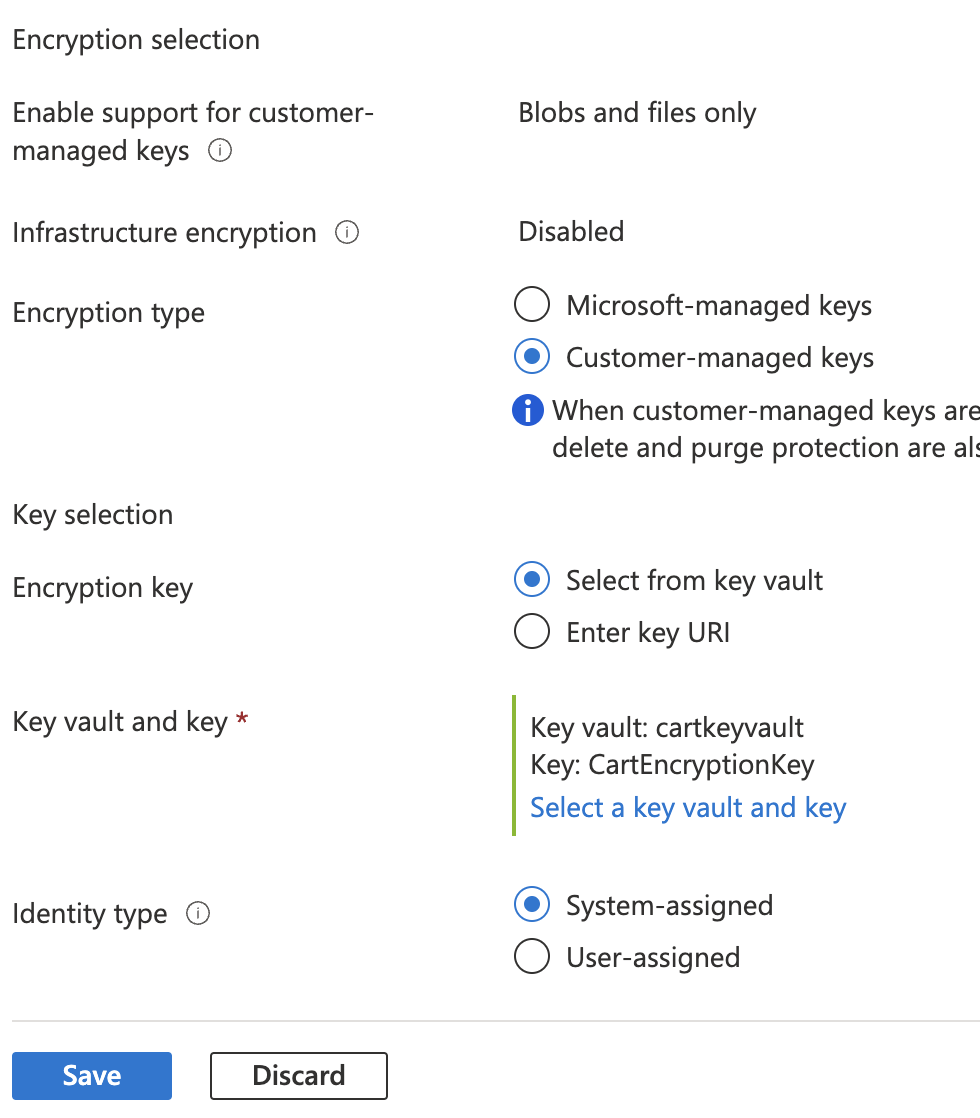 Encryption selection
Enable support for customer-
managed keys
Blobs and files only
Infrastructure encryption
Disabled
Encryption type
Microsoft-managed keys
Customer-managed keys
When customer-managed keys are
delete and purge protection are
Key selection
Encryption key
Select from key vault
Enter key URI
Key vault and key *
Key vault: cartkeyvault
Key: CartEncryptionKey
Select a key vault and key
Identity type
System-assigned
User-assigned
Save
Discard